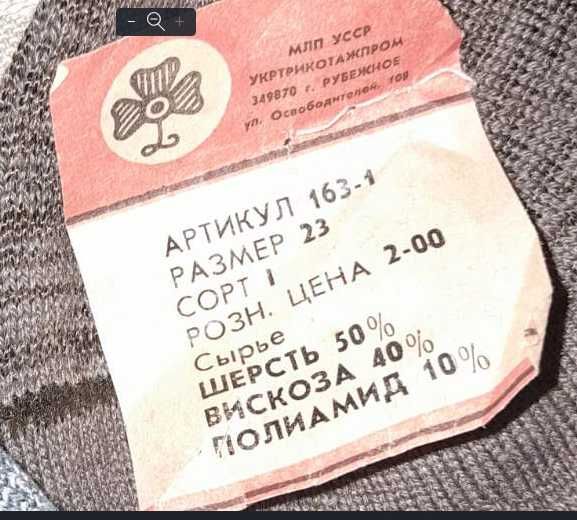 МЛП УССР
УКРТРИКОТАЖПРОМ
349870 г. РУБЕЖНОЕ
ул. Освободителей, 108
АРТИКУЛ 163-1
РАЗМЕР 23
СОРТ I
РОЗН. ЦЕНА 2-00
Сырье
ШЕРСТЬ 50%
ВИСКОЗА 40%
ПОЛИАМИД 10%